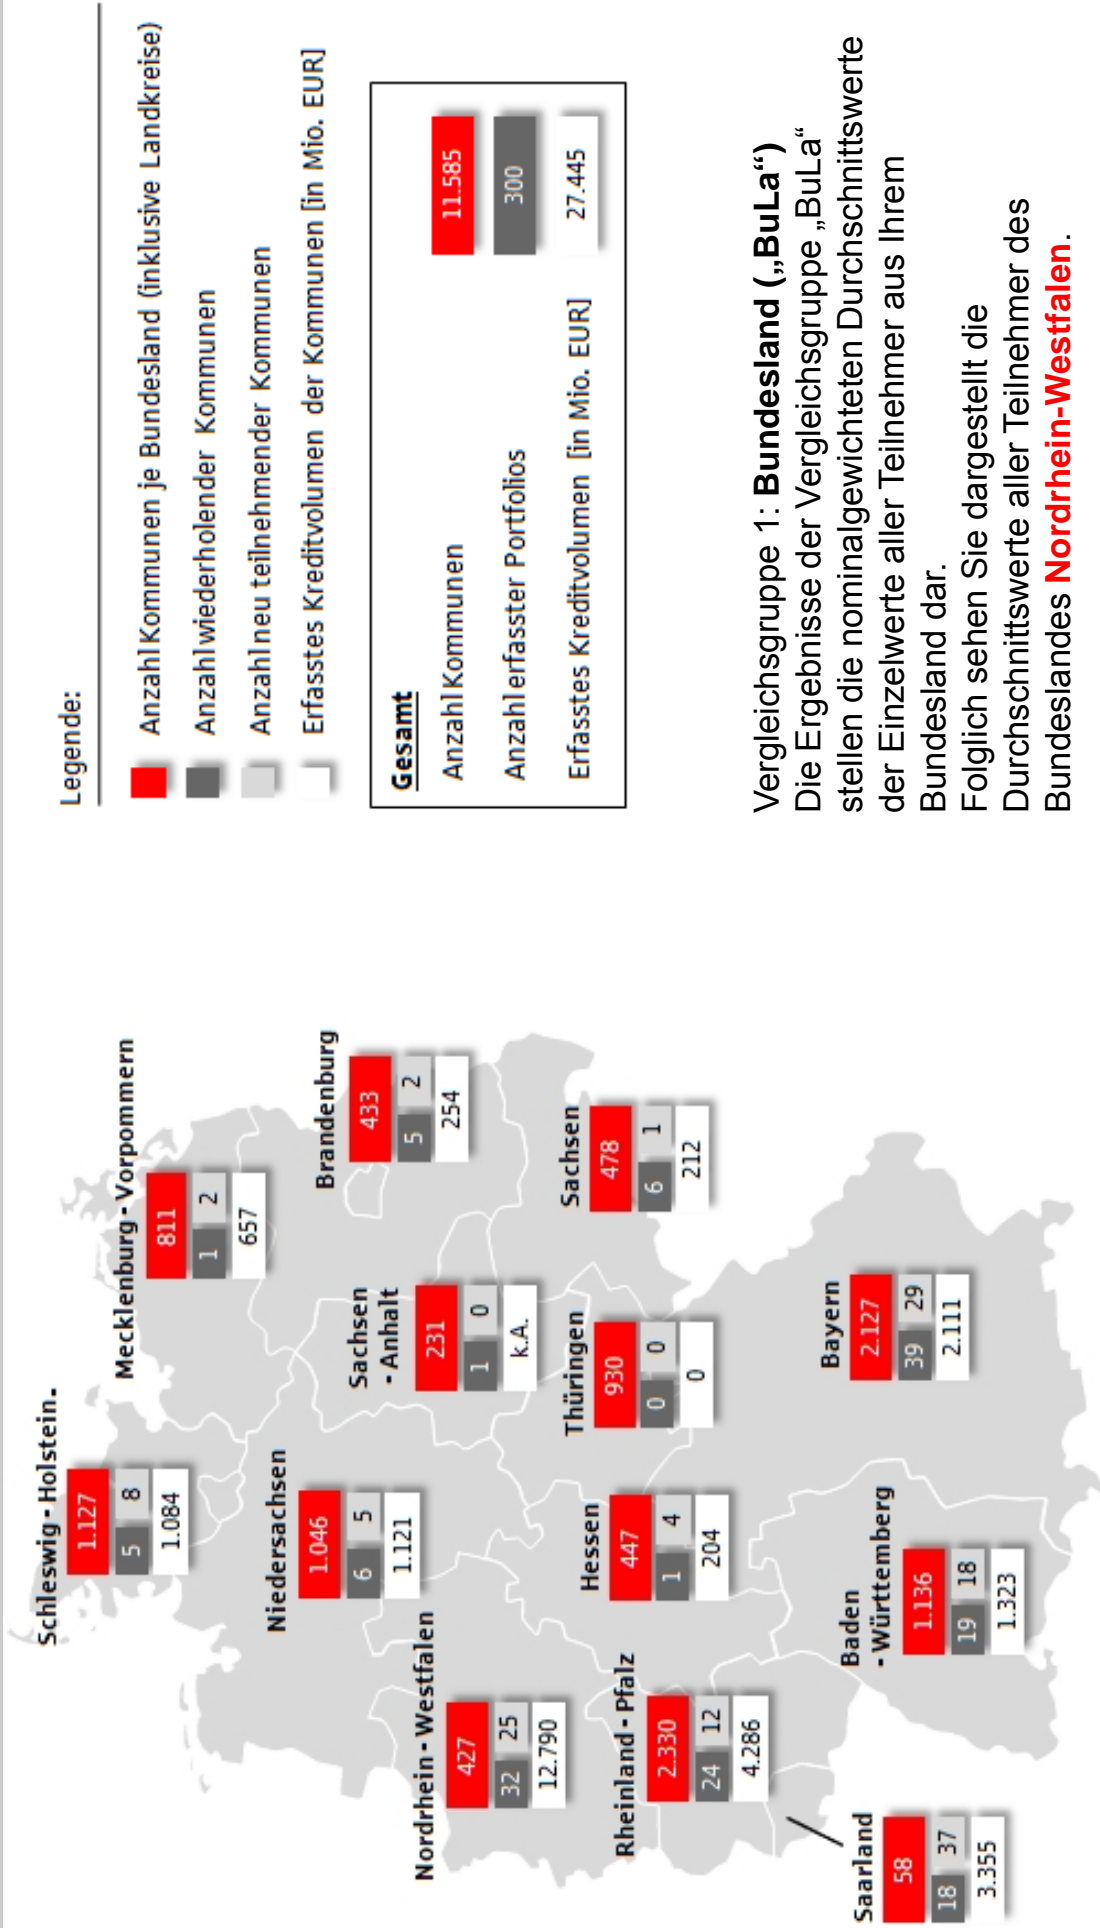 Schleswig - Holstein.
1.127
5 8
1.084
Mecklenburg - Vorpommern
811
1 2
657
Niedersachsen
1.046
6 5
1.121
Brandenburg
433
5 2
254
Sachsen
- Anhalt
231
1 0
k.A.
Nordrhein - Westfalen
427
32 25
12.790
Hessen
447
1 4
204
Thüringen
930
0 0
0
Sachsen
478
6 1
212
Rheinland - Pfalz
2.330
24 12
4.286
Saarland
58
18 37
3.355
Baden
- Württemberg
1.136
19 18
1.323
Bayern
2.127
39 29
2.111
Legende:
Anzahl Kommunen je Bundesland (inklusive Landkreise)
Anzahl wiederholender Kommunen
Anzahl neu teilnehmender Kommunen
Erfasstes Kreditvolumen der Kommunen [in Mio. EUR]
Gesamt
Anzahl Kommunen 11.585
Anzahl erfasster Portfolios 300
Erfasstes Kreditvolumen [in Mio. EUR] 27.445
Vergleichsgruppe 1: Bundesland („BuLa“)
Die Ergebnisse der Vergleichsgruppe „BuLa“
stellen die nominalgewichteten Durchschnittswerte
der Einzelwerte aller Teilnehmer aus Ihrem
Bundesland dar.
Folglich sehen Sie dargestellt die
Durchschnittswerte aller Teilnehmer des
Bundeslandes Nordrhein-Westfalen.